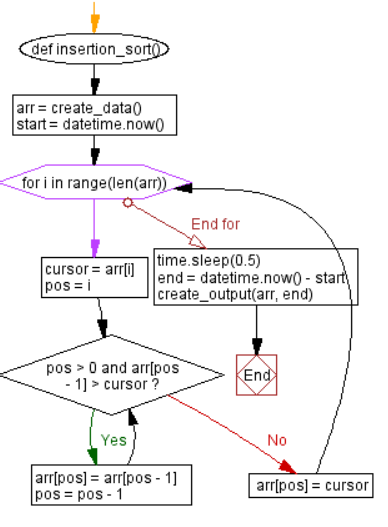 def insertion_sort()
arr = create_data()
start = datetime.now()
for i in range(len(arr))
End for
cursor = arr[i]
pos = i
time.sleep(0.5)
end = datetime.now() - start
create_output(arr, end)
pos > 0 and arr[pos
- 1] > cursor ?
End
Yes
No
arr[pos] = arr[pos - 1]
pos = pos - 1
arr[pos] = cursor